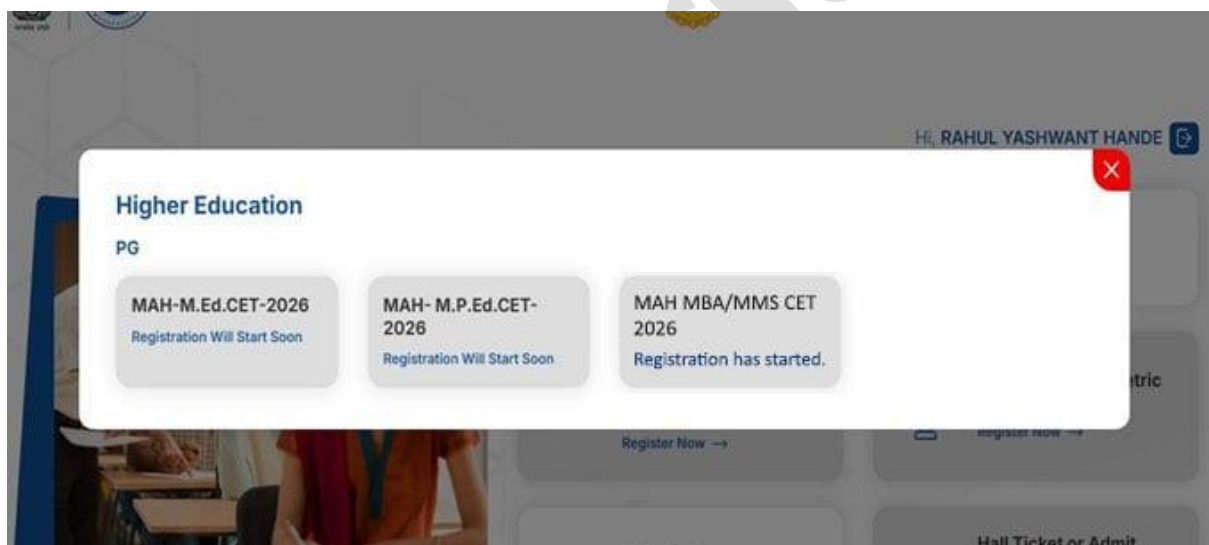 Hi, RAHUL YASHWANT HANDE
Higher Education
PG
MAH-M.Ed.CET-2026
Registration Will Start Soon
MAH- M.P.Ed.CET-
2026
Registration Will Start Soon
MAH MBA/MMS CET
2026
Registration has started.
tric
Register Now →
Register Now →
Hall Ticket or Admit